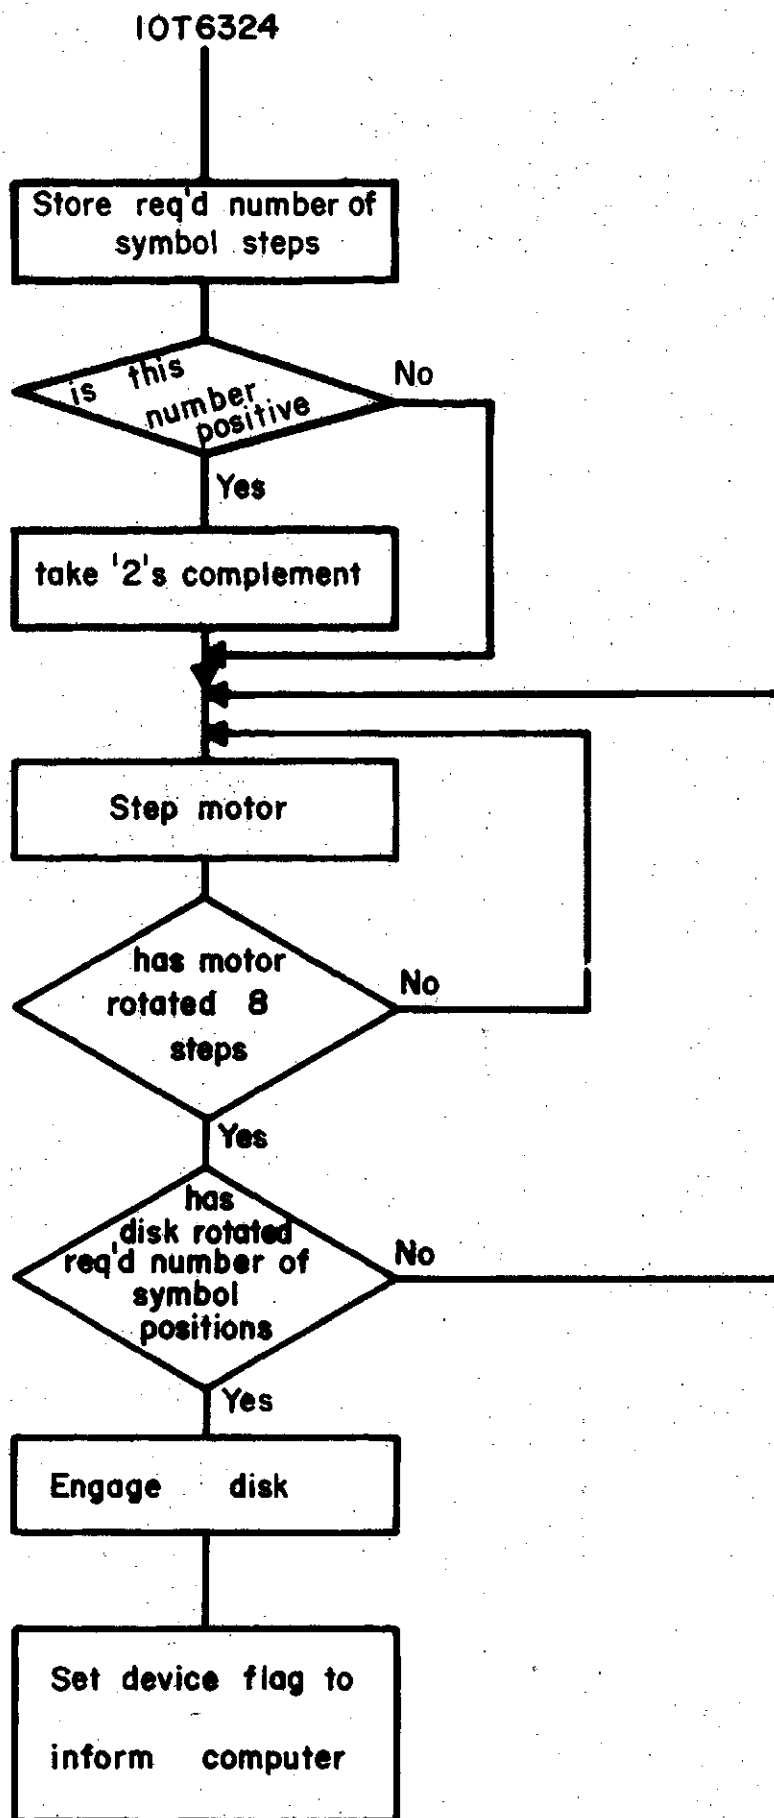 IOT6324
Store req'd number of
symbol steps
is this
number
positive
No
Yes
take '2's complement
Step motor
has motor
rotated 8
steps
No
Yes
has
disk rotated
req'd number of
symbol
positions
No
Yes
Engage disk
Set device flag to
inform computer